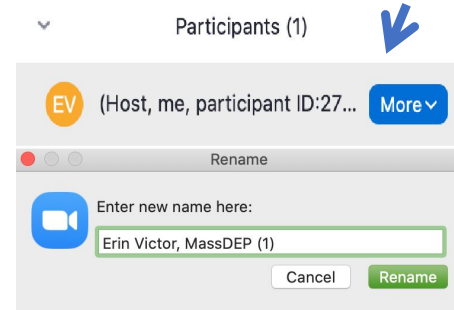 Participants (1)
EV (Host, me, participant ID:27... More
Rename
Enter new name here:
Erin Victor, MassDEP (1)
Cancel Rename